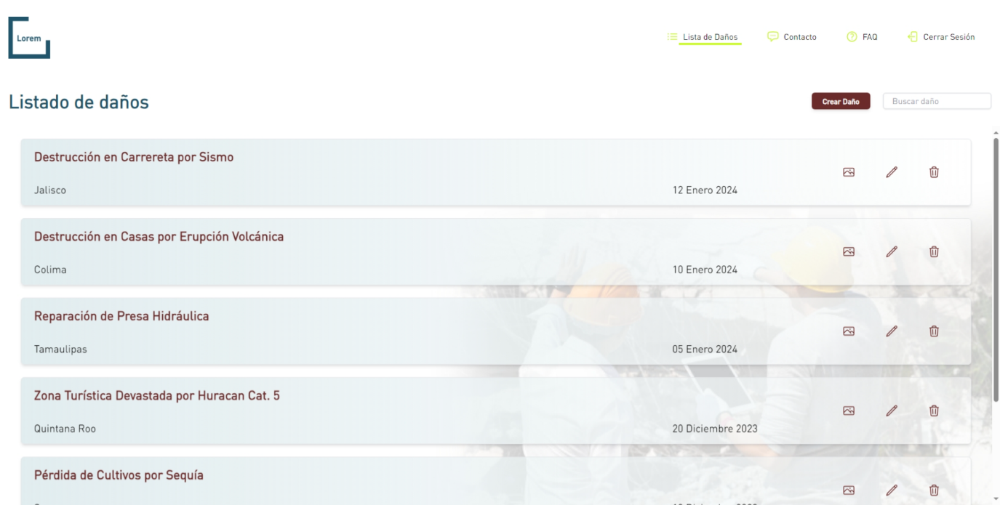 Lorem
Lista de Daños
Contacto
FAQ
Cerrar Sesión
Listado de daños
Crear Daño
Buscar daño
Destrucción en Carrereta por Sismo
Jalisco
12 Enero 2024
Destrucción en Casas por Erupción Volcánica
Colima
10 Enero 2024
Reparación de Presa Hidráulica
Tamaulipas
05 Enero 2024
Zona Turística Devastada por Huracan Cat. 5
Quintana Roo
20 Diciembre 2023
Pérdida de Cultivos por Sequía